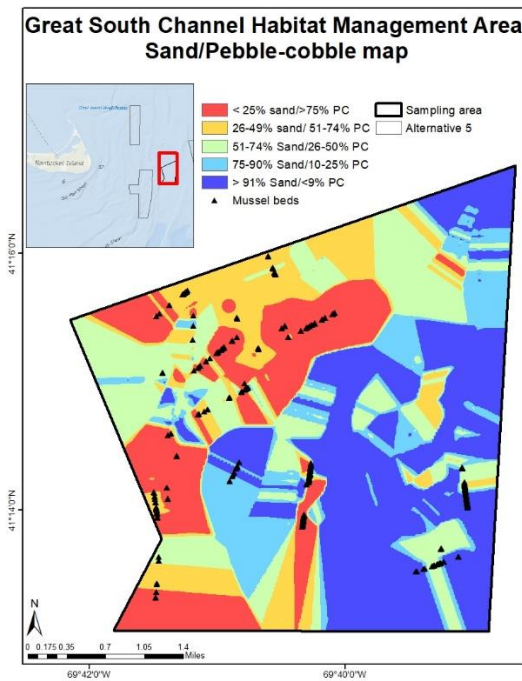 Great South Channel Habitat Management Area
Sand/Pebble-cobble map
Nantucket Island
< 25% sand/>75% PC
26-49% sand/ 51-74% PC
51-74% Sand/26-50% PC
75-90% Sand/10-25% PC
> 91% Sand/<9% PC
Mussel beds
Sampling area
Alternative 5
41°16'0"N
41°14'0"N
N
0 0.175 0.35 0.7 1.05 1.4
Miles
69°42'0"W
69°40'0"W